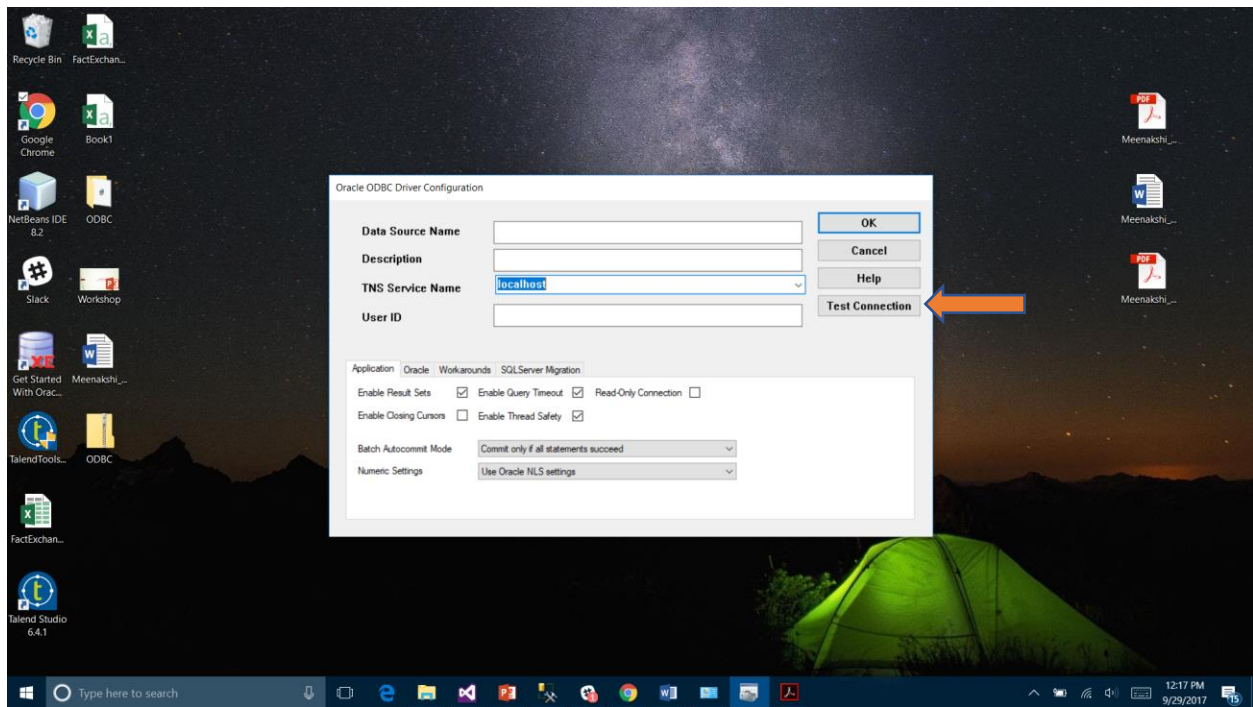 Recycle Bin
FactExchan...
Google Chrome
Book1
NetBeans IDE 8.2
ODBC
Slack
Workshop
Get Started With Orac...
Meenakshi_...
TalendTools...
ODBC
FactExchan...
Talend Studio 6.4.1
Meenakshi_...
Meenakshi_...
Meenakshi_...
Oracle ODBC Driver Configuration
Data Source Name
OK
Description
Cancel
TNS Service Name localhost
Help
User ID
Test Connection
Application Oracle Workarounds SQLServer Migration
Enable Result Sets Enable Query Timeout Read-Only Connection
Enable Closing Cursors Enable Thread Safety
Batch Autocommit Mode Commit only if all statements succeed
Numeric Settings Use Oracle NLS settings
Type here to search
12:17 PM
9/29/2017
15